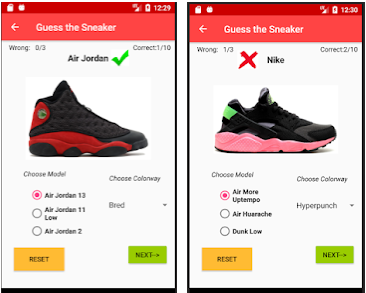 12:29
Guess the Sneaker
Wrong: 0/3
Correct:1/10
Air Jordan
Choose Model
Choose Colorway
Air Jordan 13
Air Jordan 11
Low
Air Jordan 2
Bred
RESET
NEXT-->
12:30
Guess the Sneaker
Wrong: 1/3
Correct:2/10
Nike
Choose Model
Choose Colorway
Air More
Uptempo
Air Huarache
Dunk Low
Hyperpunch
RESET
NEXT-->